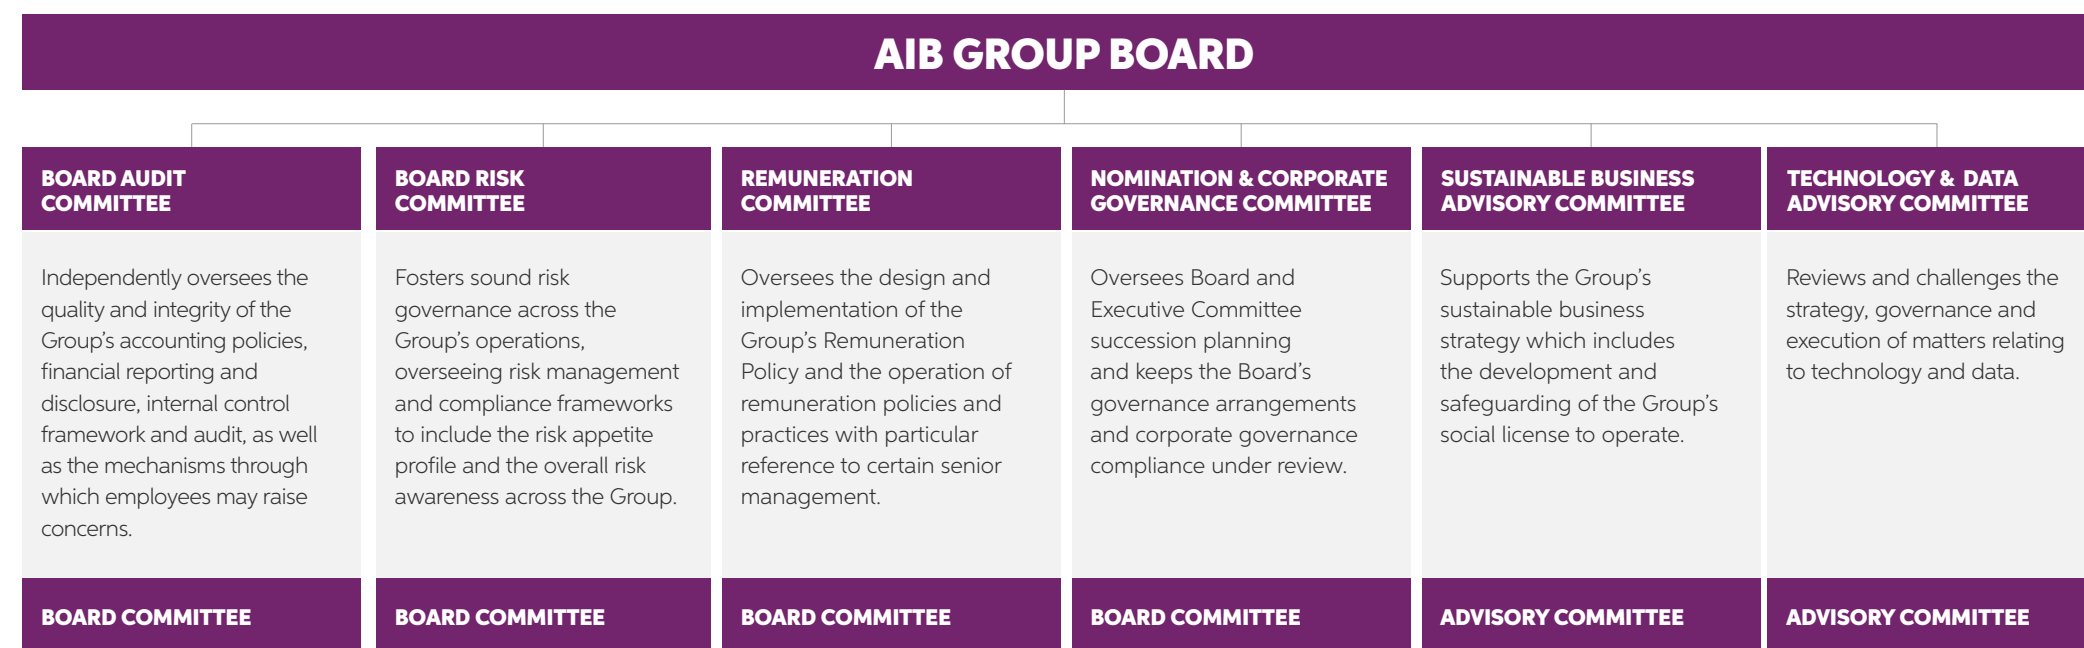 AIB GROUP BOARD
BOARD AUDIT
COMMITTEE
Independently oversees the
quality and integrity of the
Group's accounting policies,
financial reporting and
disclosure, internal control
framework and audit, as well
as the mechanisms through
which employees may raise
concerns.
BOARD COMMITTEE
BOARD RISK
COMMITTEE
Fosters sound risk
governance across the
Group's operations,
overseeing risk management
and compliance frameworks
to include the risk appetite
profile and the overall risk
awareness across the Group.
BOARD COMMITTEE
REMUNERATION
COMMITTEE
Oversees the design and
implementation of the
Group's Remuneration
Policy and the operation of
remuneration policies and
practices with particular
reference to certain senior
management.
BOARD COMMITTEE
NOMINATION & CORPORATE
GOVERNANCE COMMITTEE
Oversees Board and
Executive Committee
succession planning
and keeps the Board's
governance arrangements
and corporate governance
compliance under review.
BOARD COMMITTEE
SUSTAINABLE BUSINESS
ADVISORY COMMITTEE
Supports the Group's
sustainable business
strategy which includes
the development and
safeguarding of the Group's
social license to operate.
ADVISORY COMMITTEE
TECHNOLOGY & DATA
ADVISORY COMMITTEE
Reviews and challenges the
strategy, governance and
execution of matters relating
to technology and data.
ADVISORY COMMITTEE